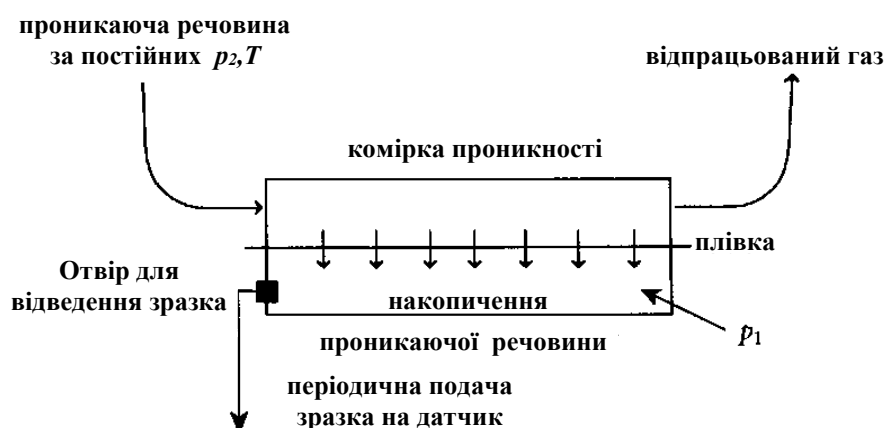 проникаюча речовина
за постійних p₂,T
відпрацьований газ
комірка проникності
плівка
Отвір для
відведення зразка
накопичення
проникаючої речовини
p₁
періодична подача
зразка на датчик